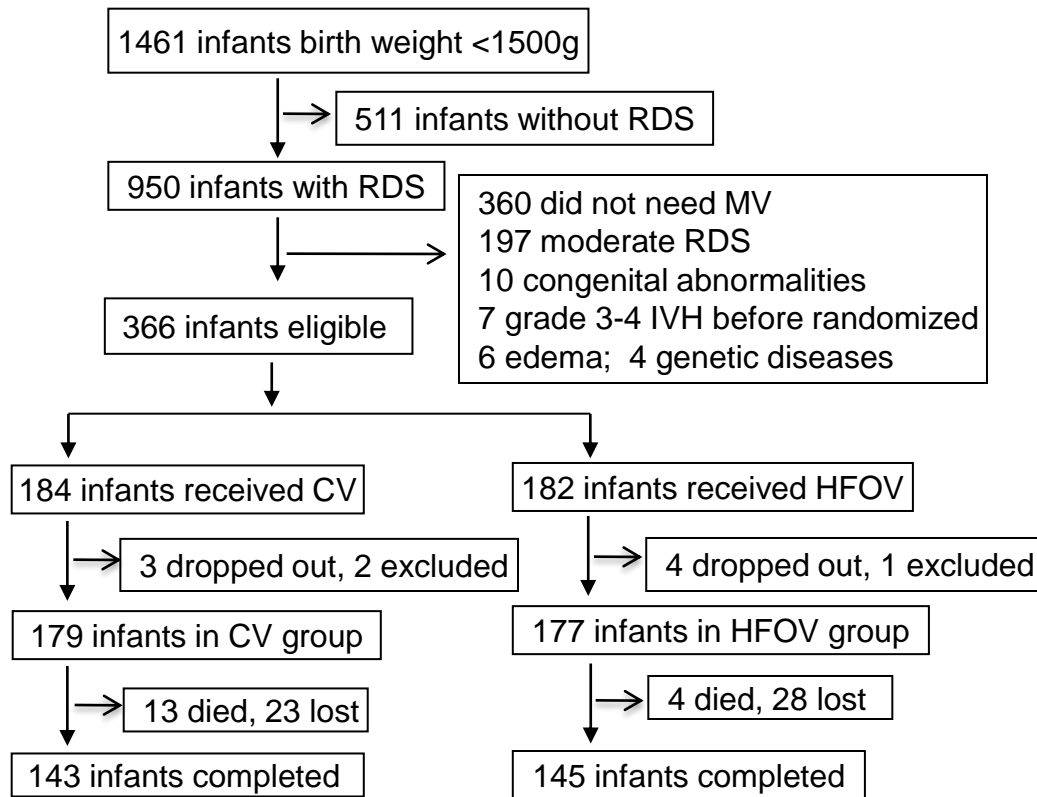 1461 infants birth weight <1500g
511 infants without RDS
950 infants with RDS
360 did not need MV
197 moderate RDS
10 congenital abnormalities
7 grade 3-4 IVH before randomized
6 edema;  4 genetic diseases
366 infants eligible
184 infants received CV
182 infants received HFOV
3 dropped out, 2 excluded
4 dropped out, 1 excluded
179 infants in CV group
177 infants in HFOV group
13 died, 23 lost
4 died, 28 lost
143 infants completed
145 infants completed